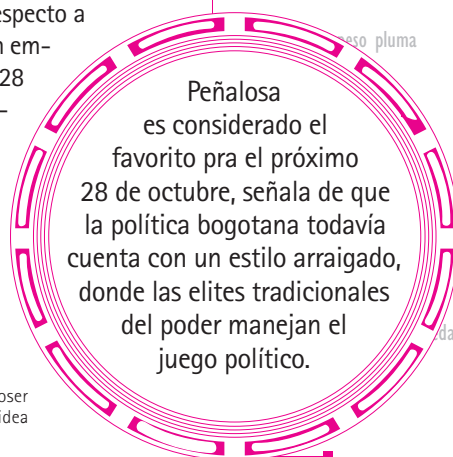 especto a
em-
28
-
peso pluma
Peñalosa
es considerado el
favorito pra el próximo
28 de octubre, señala de que
la política bogotana todavía
cuenta con un estilo arraigado,
donde las elites tradicionales
del poder manejan el
juego político.
oser
idea